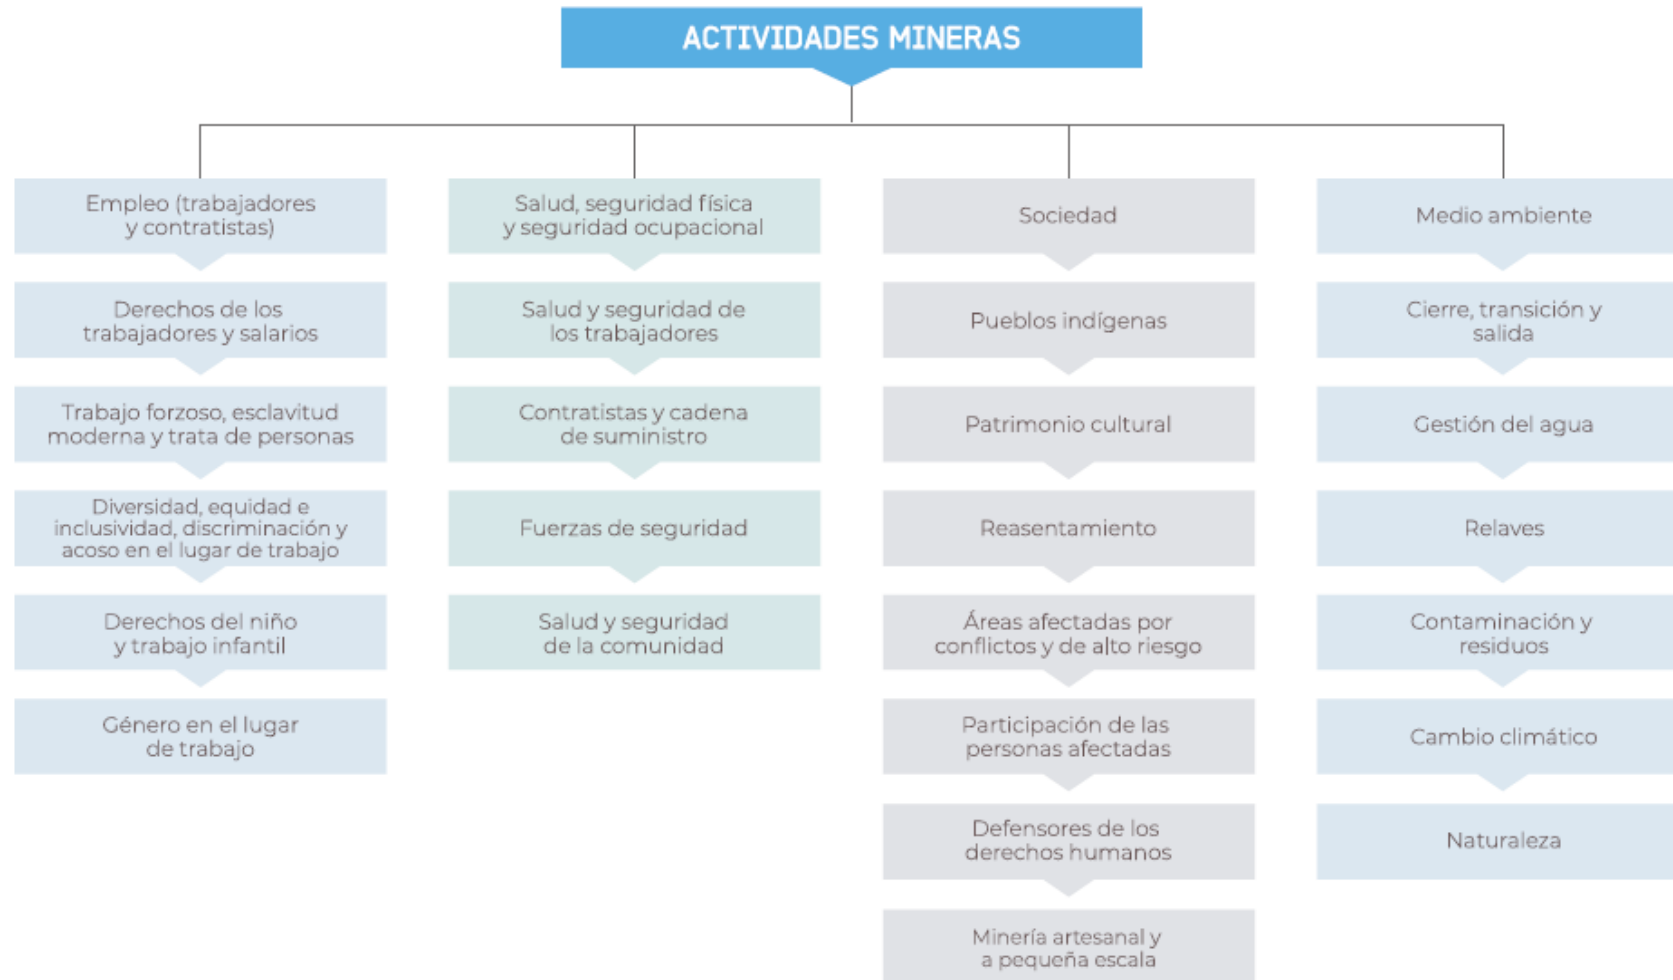 ACTIVIDADES MINERAS
Empleo (trabajadores
y contratistas)
Derechos de los
trabajadores y salarios
Trabajo forzoso, esclavitud
moderna y trata de personas
Diversidad, equidad e
inclusividad, discriminación y
acoso en el lugar de trabajo
Derechos del niño
y trabajo infantil
Género en el lugar
de trabajo
Salud, seguridad física
y seguridad ocupacional
Salud y seguridad de
los trabajadores
Contratistas y cadena
de suministro
Fuerzas de seguridad
Salud y seguridad
de la comunidad
Sociedad
Pueblos indígenas
Patrimonio cultural
Reasentamiento
Áreas afectadas por
conflictos y de alto riesgo
Participación de las
personas afectadas
Defensores de los
derechos humanos
Minería artesanal y
a pequeña escala
Medio ambiente
Cierre, transición y
salida
Gestión del agua
Relaves
Contaminación y
residuos
Cambio climático
Naturaleza